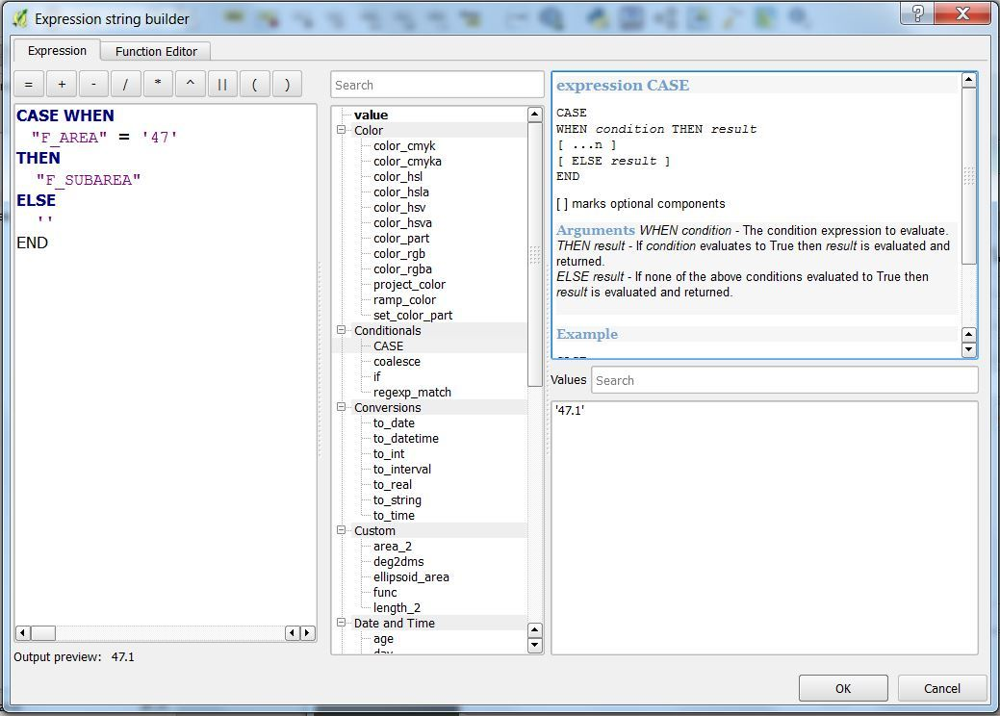 Expression string builder
Expression
Function Editor
= + - / * ^ || ( )
CASE WHEN
"F_AREA" = '47'
THEN
"F_SUBAREA"
ELSE
''
END
Output preview: 47.1
Search
value
Color
color_cmyk
color_cmyka
color_hsl
color_hsla
color_hsv
color_hsva
color_part
color_rgb
color_rgba
project_color
ramp_color
set_color_part
Conditionals
CASE
coalesce
if
regexp_match
Conversions
to_date
to_datetime
to_int
to_interval
to_real
to_string
to_time
Custom
area_2
deg2dms
ellipsoid_area
func
length_2
Date and Time
age
expression CASE
CASE
WHEN condition THEN result
[ ...n ]
[ ELSE result ]
END
[ ] marks optional components
Arguments WHEN condition - The condition expression to evaluate.
THEN result - If condition evaluates to True then result is evaluated and
returned.
ELSE result - If none of the above conditions evaluated to True then
result is evaluated and returned.
Example
Values Search
'47.1'
OK
Cancel